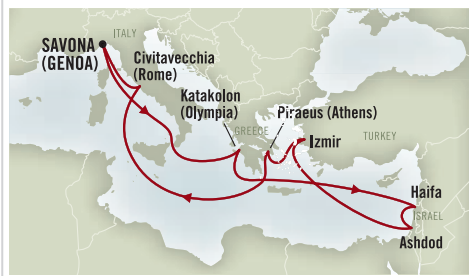 ITALY
SAVONA
(GENOA)
Civitavecchia
(Rome)
Katakolon
(Olympia)
Piraeus (Athens)
GREECE
Izmir
TURKEY
Haifa
ISRAEL
Ashdod